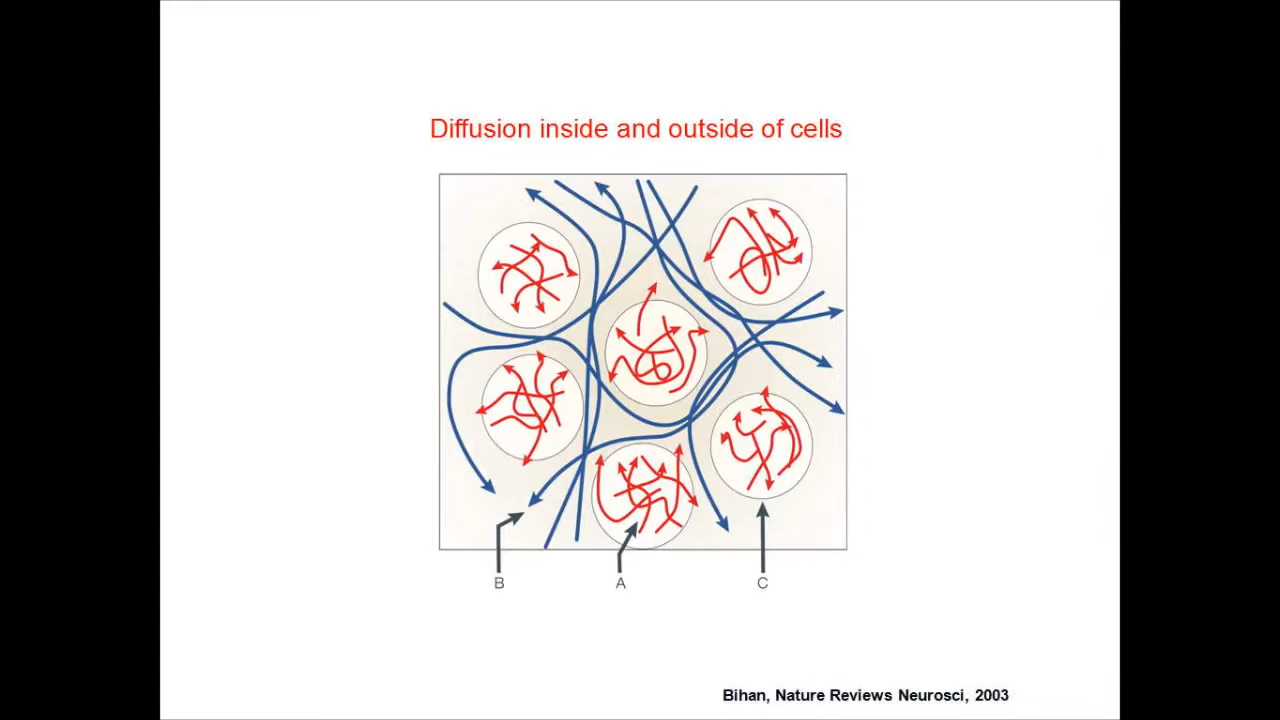 Diffusion inside and outside of cells
B
A
C
Bihan, Nature Reviews Neurosci, 2003